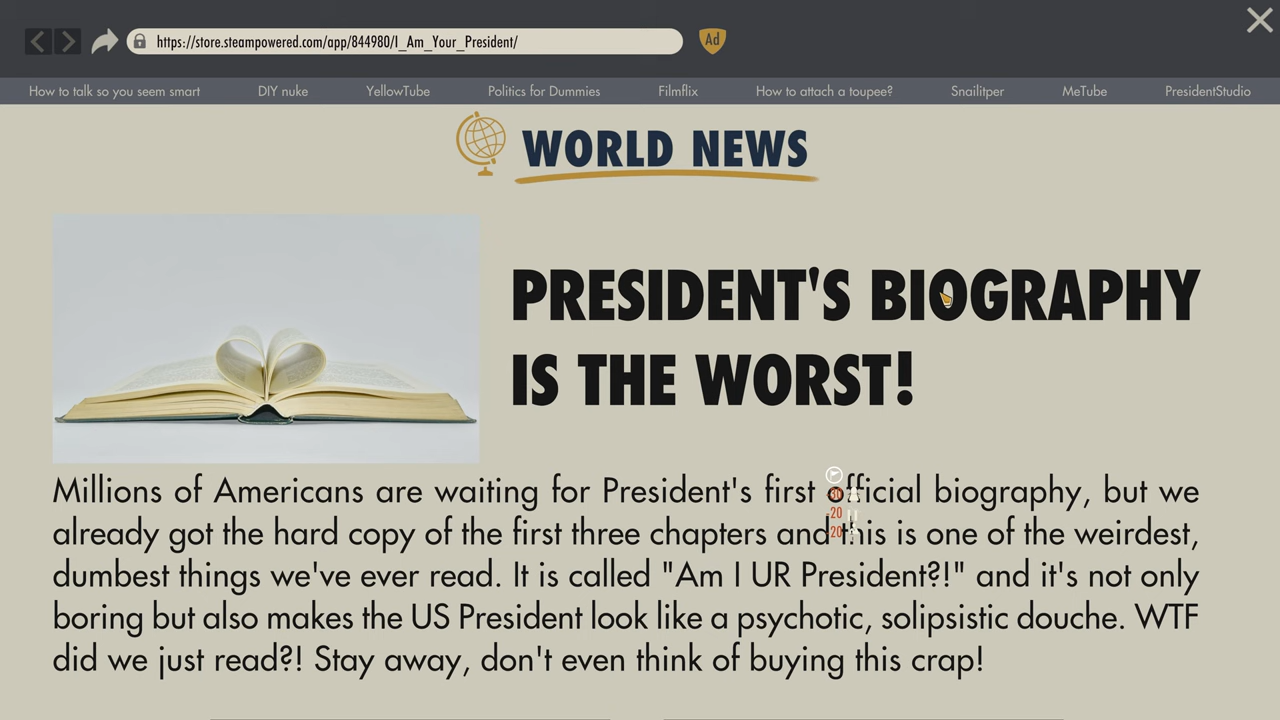 https://store.steampowered.com/app/844980/I_Am_Your_President/
Ad
How to talk so you seem smart DIY nuke YellowTube Politics for Dummies Filmflix How to attach a toupee? Snailitper MeTube PresidentStudio
WORLD NEWS
PRESIDENT'S BIOGRAPHY
IS THE WORST!
Millions of Americans are waiting for President's first official biography, but we
already got the hard copy of the first three chapters and this is one of the weirdest,
dumbest things we've ever read. It is called "Am I UR President?!" and it's not only
boring but also makes the US President look like a psychotic, solipsistic douche. WTF
did we just read?! Stay away, don't even think of buying this crap!
-20